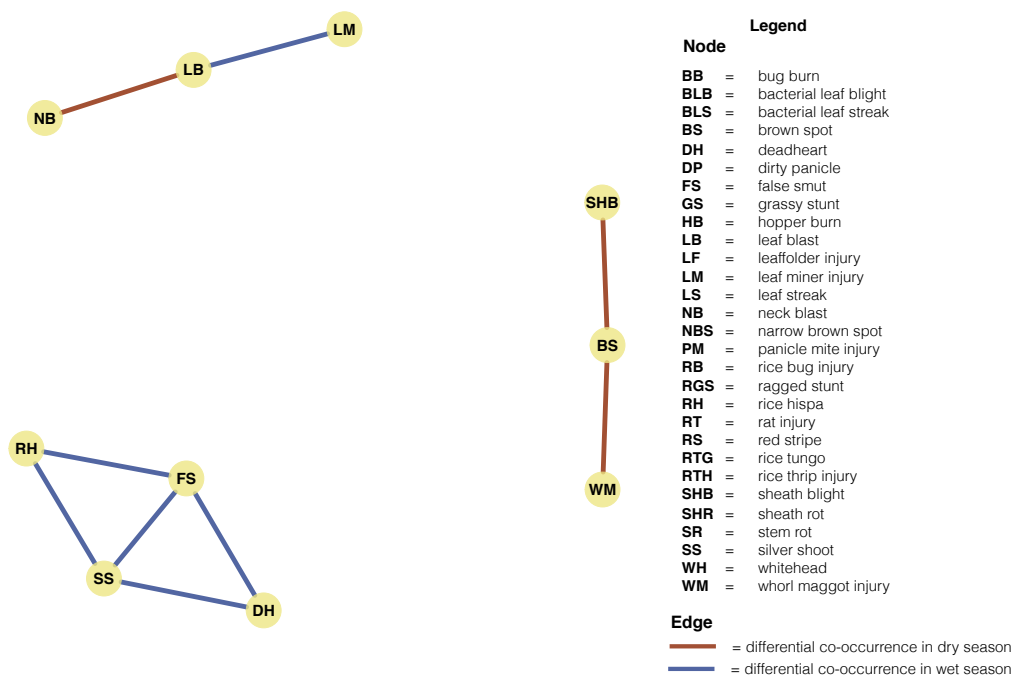 LM
LB
NB
SHB
BS
WM
RH
FS
SS
DH
Legend
Node
BB = bug burn
BLB = bacterial leaf blight
BLS = bacterial leaf streak
BS = brown spot
DH = deadheart
DP = dirty panicle
FS = false smut
GS = grassy stunt
HB = hopper burn
LB = leaf blast
LF = leaffolder injury
LM = leaf miner injury
LS = leaf streak
NB = neck blast
NBS = narrow brown spot
PM = panicle mite injury
RB = rice bug injury
RGS = ragged stunt
RH = rice hispa
RT = rat injury
RS = red stripe
RTG = rice tungo
RTH = rice thrip injury
SHB = sheath blight
SHR = sheath rot
SR = stem rot
SS = silver shoot
WH = whitehead
WM = whorl maggot injury
Edge
= differential co-occurrence in dry season
= differential co-occurrence in wet season